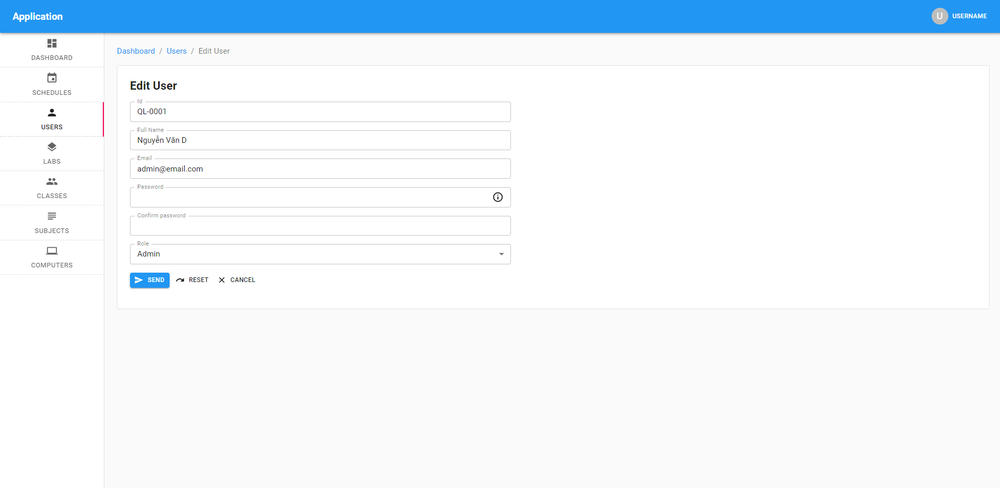 Application
U USERNAME
DASHBOARD
SCHEDULES
USERS
LABS
CLASSES
SUBJECTS
COMPUTERS
Dashboard / Users / Edit User
Edit User
Id
QL-0001
Full Name
Nguyễn Văn D
Email
admin@email.com
Password
Confirm password
Role
Admin
SEND RESET CANCEL